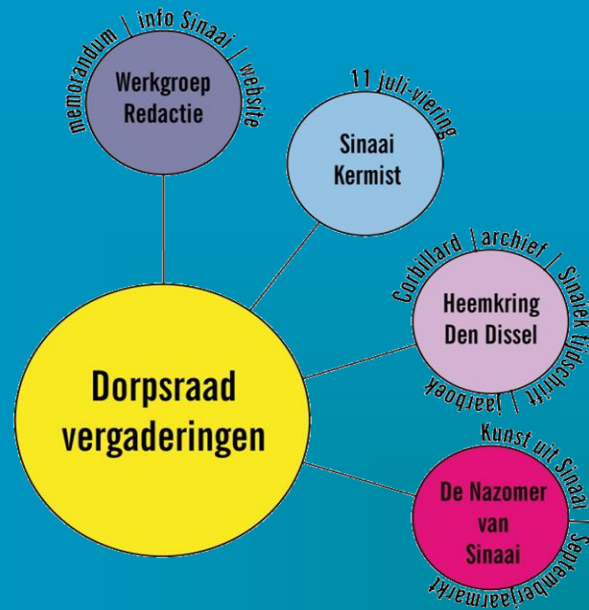 memorandum | info Sinaai | website
Werkgroep
Redactie
11 juli-viering
Sinaai
Kermist
Corbillard | archief | Sinaiek tijdschrift | jaarboek
Heemkring
Den Dissel
Dorpsraad
vergaderingen
Kunst uit Sinaai | Septemberjaarmarkt
De Nazomer
van
Sinaai